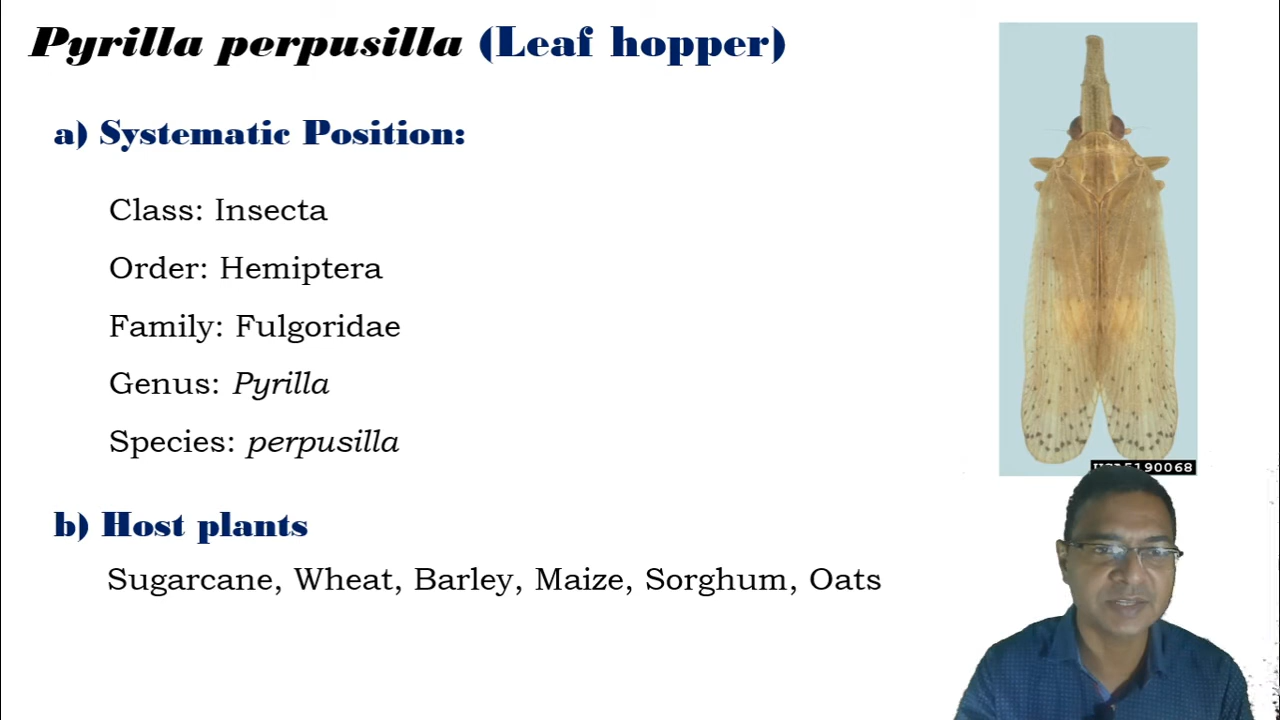 Pyrilla perpusilla (Leaf hopper)
a) Systematic Position:
Class: Insecta
Order: Hemiptera
Family: Fulgoridae
Genus: Pyrilla
Species: perpusilla
b) Host plants
Sugarcane, Wheat, Barley, Maize, Sorghum, Oats